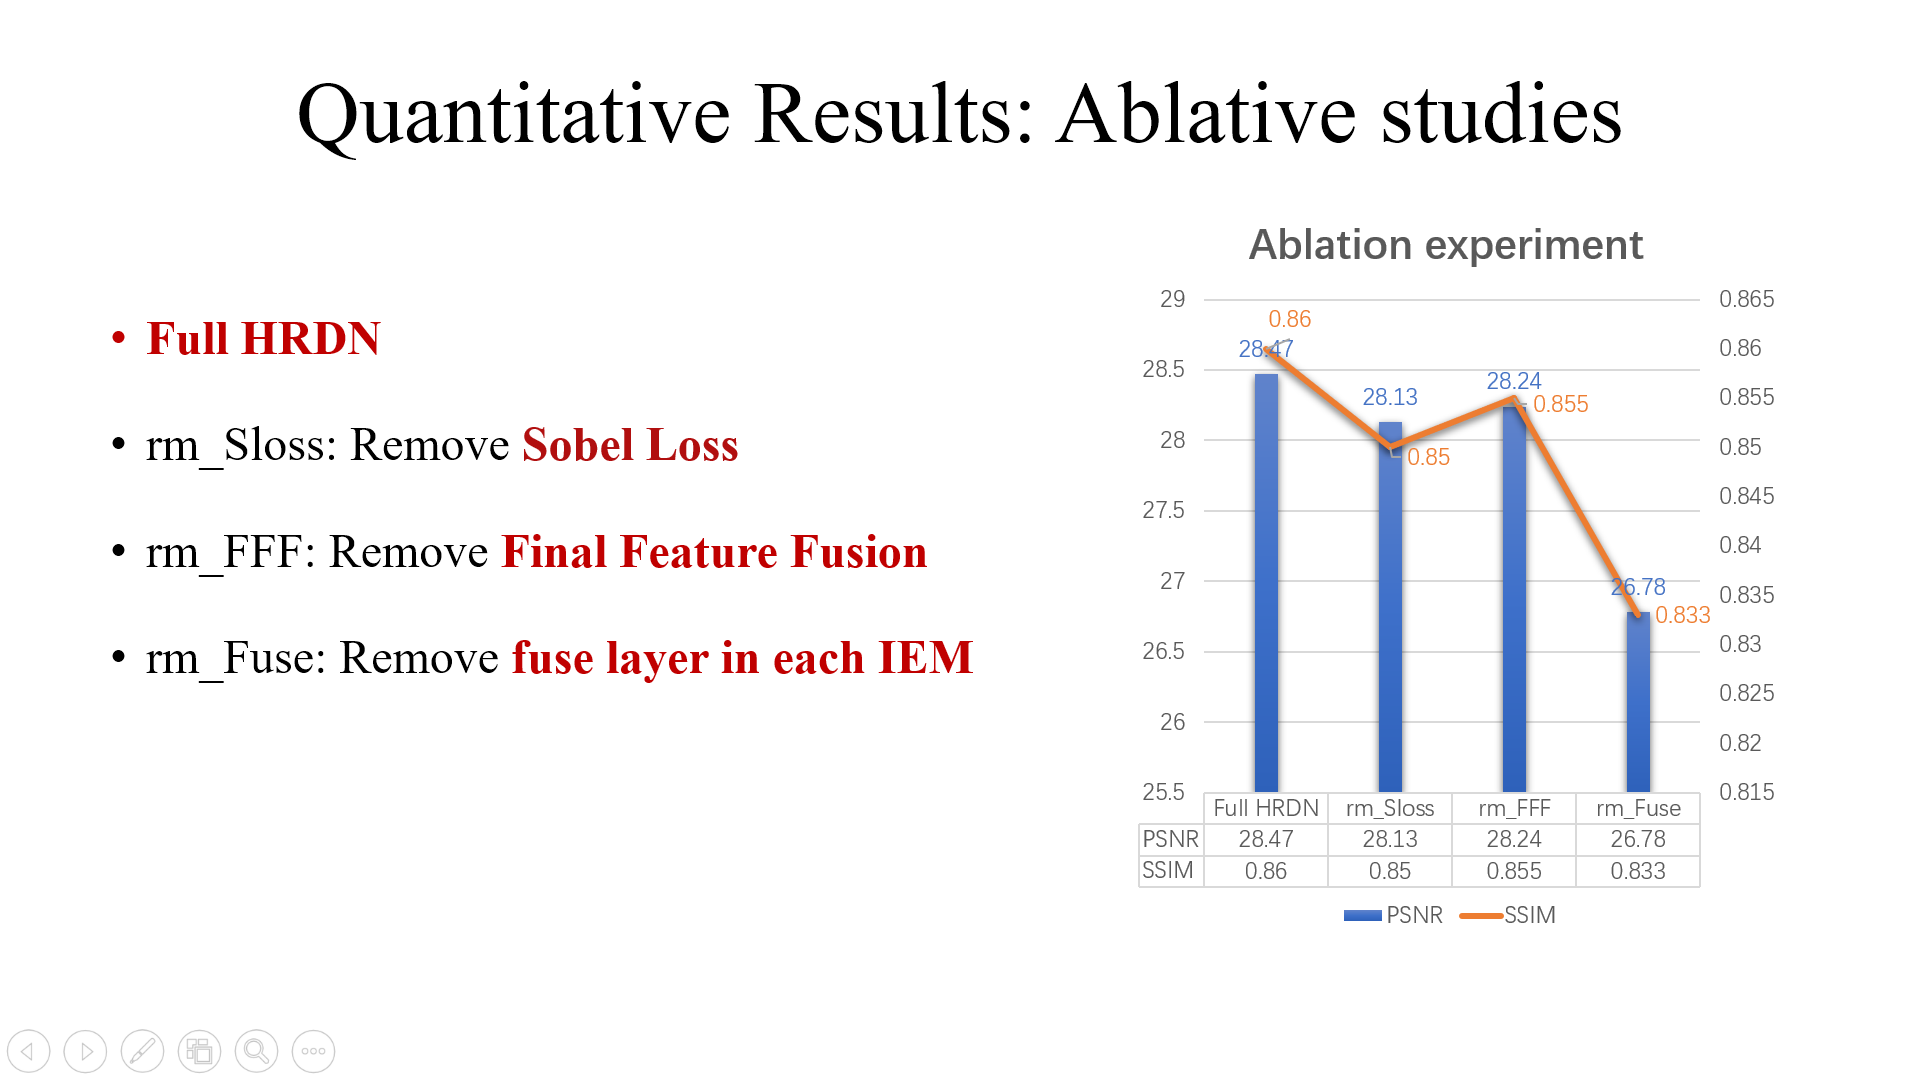 Quantitative Results: Ablative studies
• Full HRDN
• rm_Sloss: Remove Sobel Loss
• rm_FFF: Remove Final Feature Fusion
• rm_Fuse: Remove fuse layer in each IEM
Ablation experiment
29
28.5
28
27.5
27
26.5
26
25.5
0.865
0.86
0.855
0.85
0.845
0.84
0.835
0.83
0.825
0.82
0.815
0.86
28.47
28.13
0.85
28.24
0.855
26.78
0.833
Full HRDN rm_Sloss rm_FFF rm_Fuse
PSNR 28.47 28.13 28.24 26.78
SSIM 0.86 0.85 0.855 0.833
PSNR SSIM